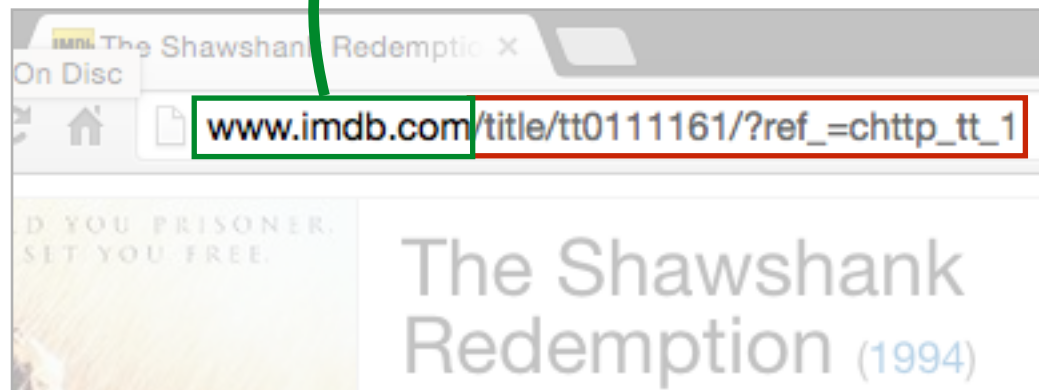 The Shawshank Redemptio ×
On Disc
www.imdb.com/title/tt0111161/?ref_=chttp_tt_1
D YOU PRISONER.
SET YOU FREE.
The Shawshank
Redemption (1994)